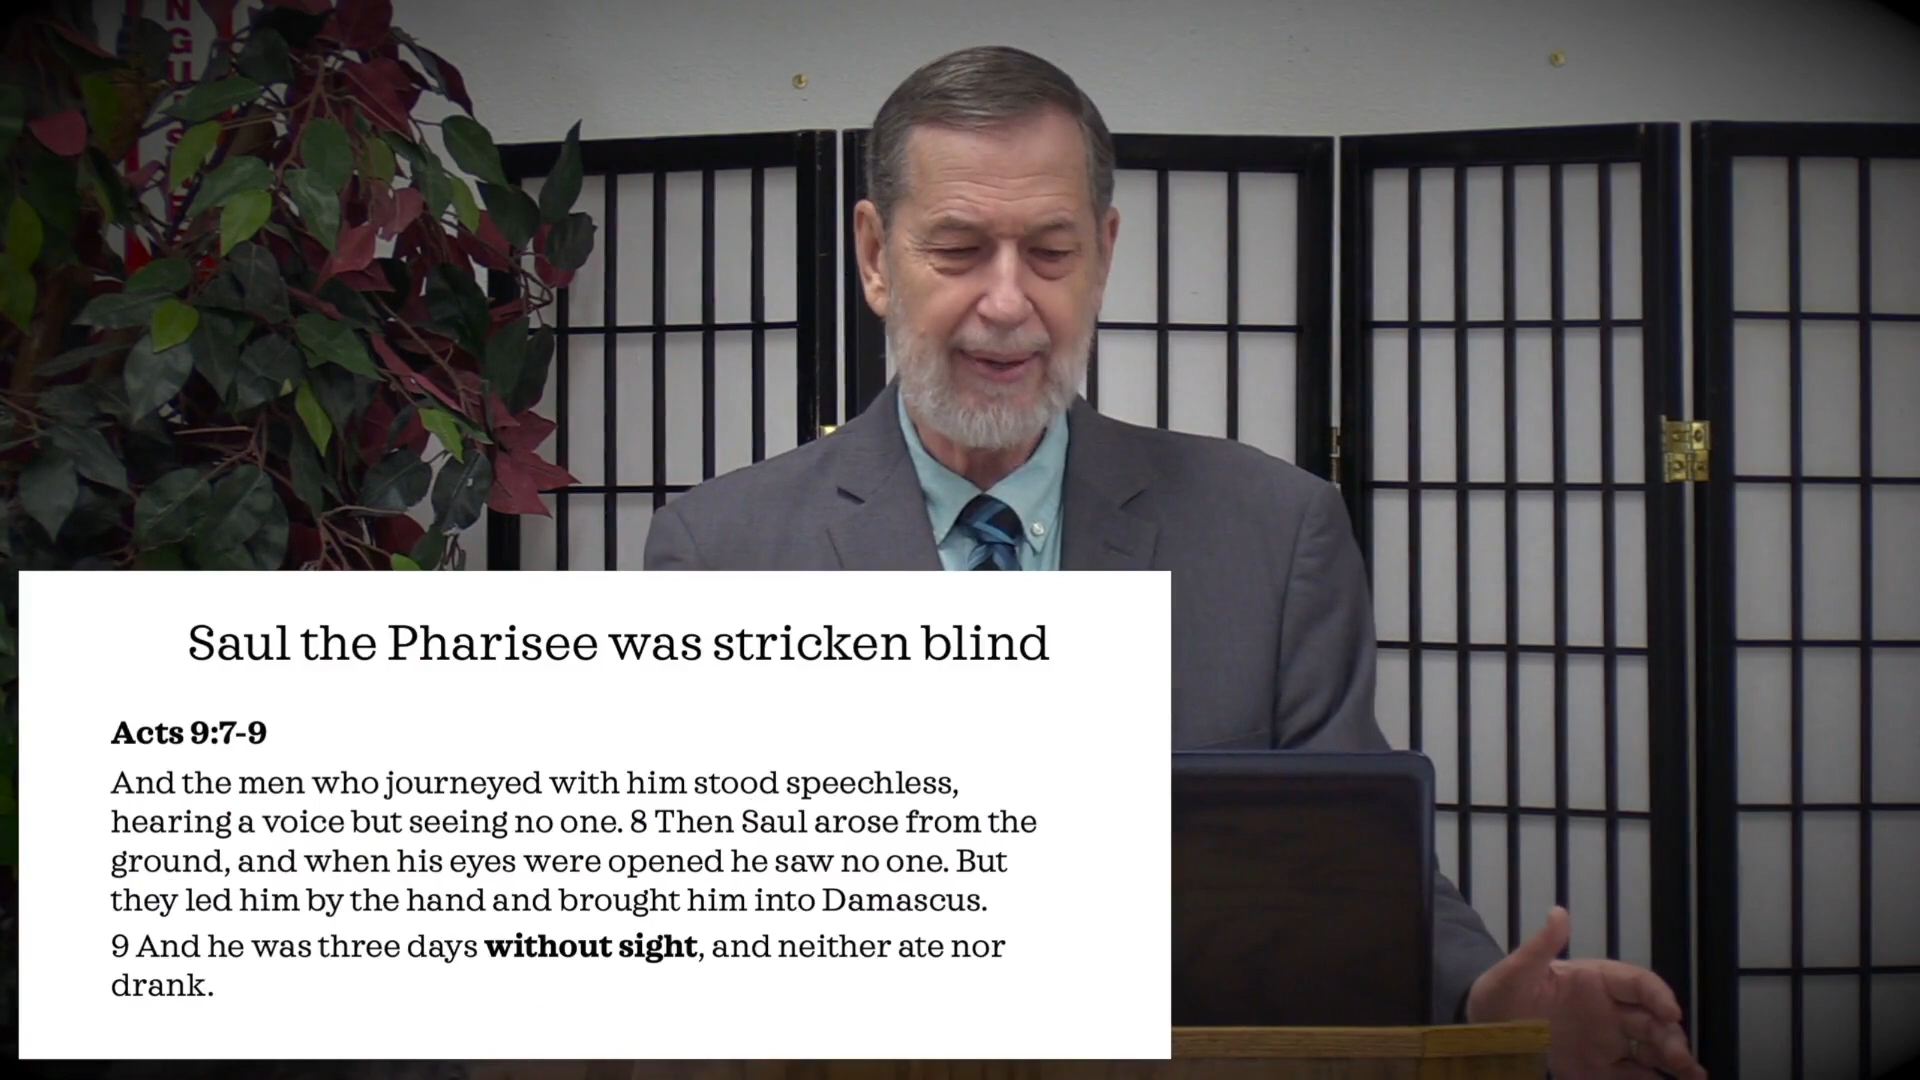 Saul the Pharisee was stricken blind
Acts 9:7-9
And the men who journeyed with him stood speechless,
hearing a voice but seeing no one. 8 Then Saul arose from the
ground, and when his eyes were opened he saw no one. But
they led him by the hand and brought him into Damascus.
9 And he was three days without sight, and neither ate nor
drank.